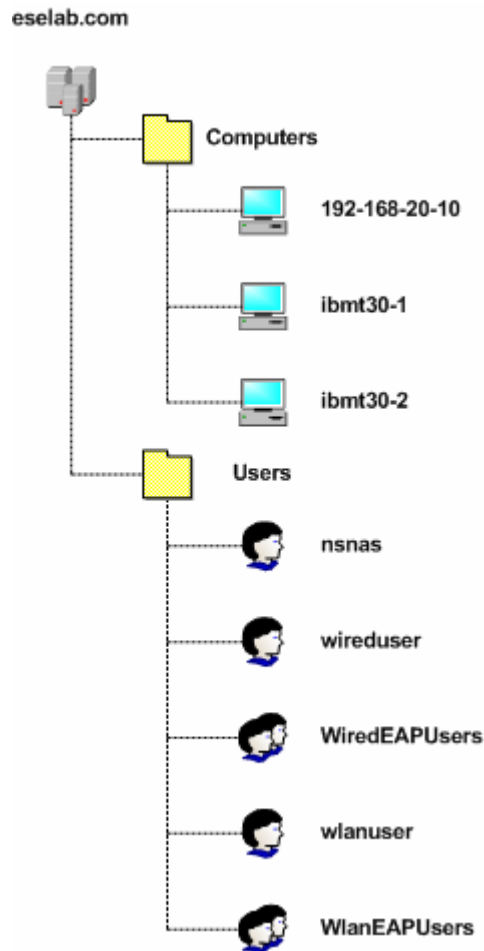 eselab.com
Computers
192-168-20-10
ibmt30-1
ibmt30-2
Users
nsnas
wireduser
WiredEAPUsers
wlanuser
WlanEAPUsers